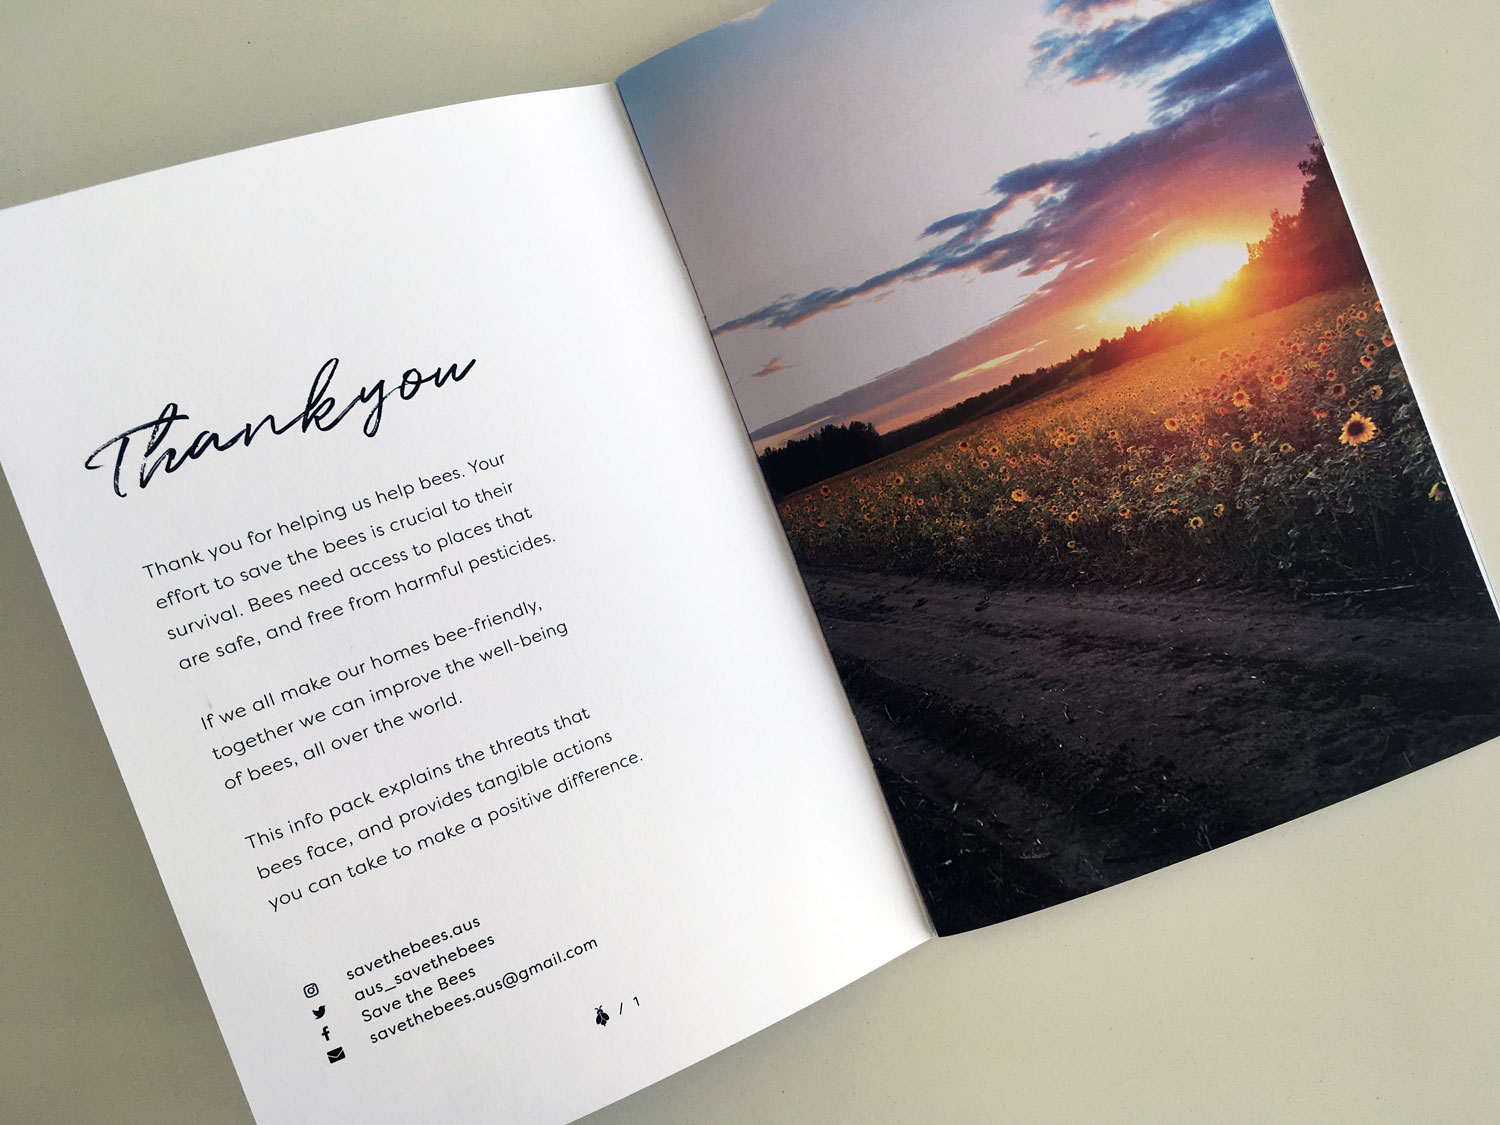 Thankyou
Thank you for helping us help bees. Your
effort to save the bees is crucial to their
survival. Bees need access to places that
are safe, and free from harmful pesticides.
If we all make our homes bee-friendly,
together we can improve the well-being
of bees, all over the world.
This info pack explains the threats that
bees face, and provides tangible actions
you can take to make a positive difference.
savethebees.aus
aus_savethebees
Save the Bees
savethebees.aus@gmail.com
/ 1